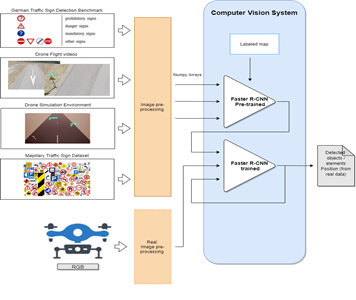 German Traffic Sign Detection Benchmark
prohibitory signs
danger signs
mandatory signs
other signs
Drone Flight videos
Drone Simulation Environment
Mapillary Traffic Sign Dataset
RGB
Image pre-
processing
Real
Image pre-
processing
Numpy Arrays
Computer Vision System
Labeled map
Faster R-CNN
Pre-trained
Faster R-CNN
trained
Detected
objects /
elements
Position (from
real data)